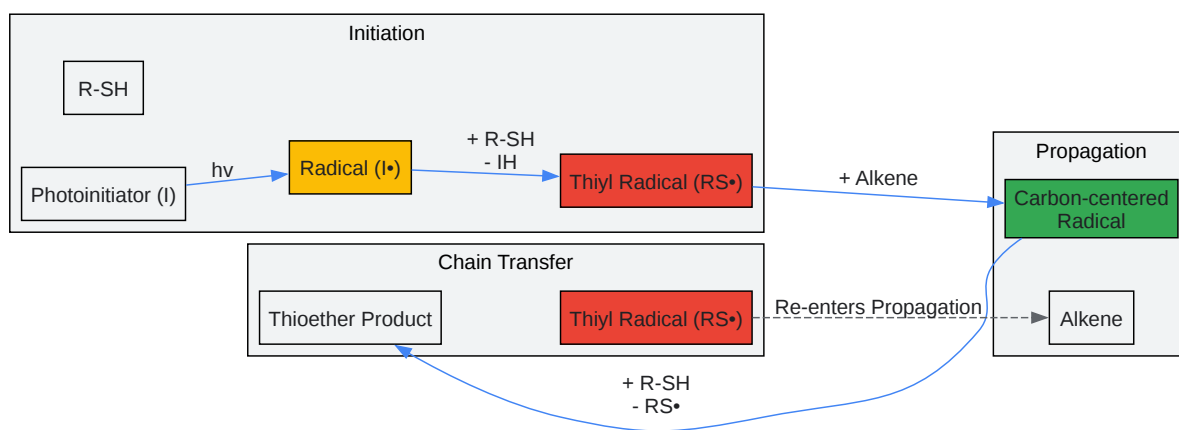 Initiation
R-SH
Photoinitiator (I)
hv
Radical (I•)
+ R-SH
- IH
Thiyl Radical (RS•)
+ Alkene
Propagation
Carbon-centered
Radical
Chain Transfer
Thioether Product
Thiyl Radical (RS•)
Re-enters Propagation
Alkene
+ R-SH
- RS•